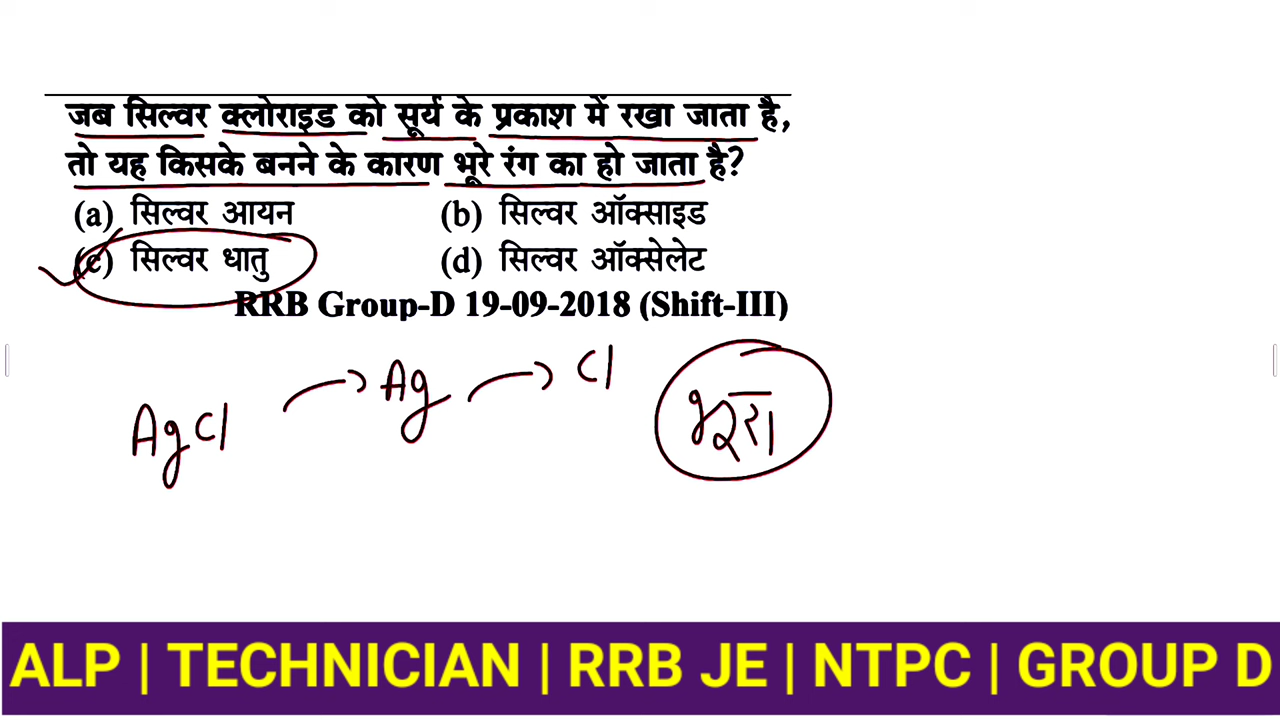 जब सिल्वर क्लोराइड को सूर्य के प्रकाश में रखा जाता है,
तो यह किसके बनने के कारण भूरे रंग का हो जाता है?
(a) सिल्वर आयन (b) सिल्वर ऑक्साइड
(c) सिल्वर धातु (d) सिल्वर ऑक्सेलेट
RRB Group-D 19-09-2018 (Shift-III)
AgCl → Ag → Cl भूरा
ALP | TECHNICIAN | RRB JE | NTPC | GROUP D